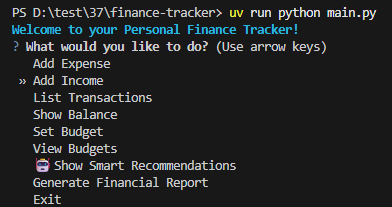 PS D:\test\37\finance-tracker> uv run python main.py
Welcome to your Personal Finance Tracker!
? What would you like to do? (Use arrow keys)
Add Expense
» Add Income
List Transactions
Show Balance
Set Budget
View Budgets
🤖 Show Smart Recommendations
Generate Financial Report
Exit